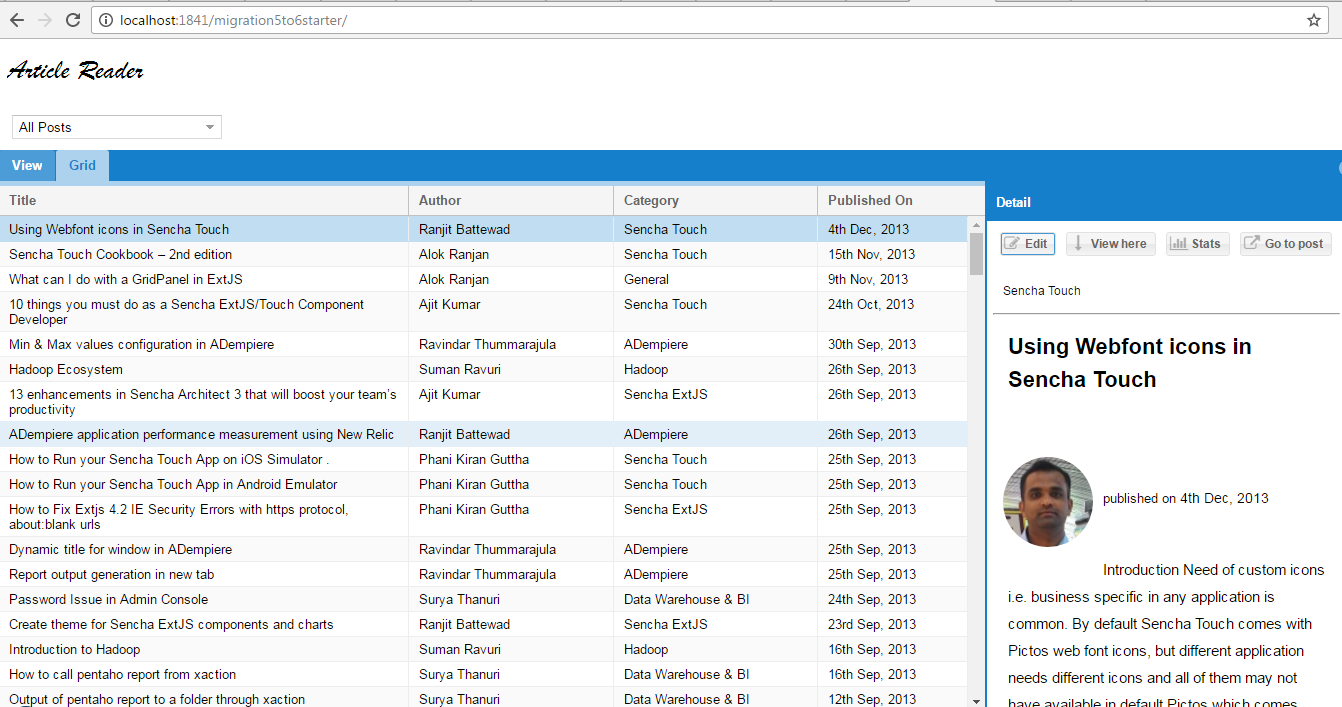 localhost:1841/migration5to6starter/
Article Reader
All Posts
View Grid
Title Author Category Published On
Using Webfont icons in Sencha Touch Ranjit Battewad Sencha Touch 4th Dec, 2013
Sencha Touch Cookbook – 2nd edition Alok Ranjan Sencha Touch 15th Nov, 2013
What can I do with a GridPanel in ExtJS Alok Ranjan General 9th Nov, 2013
10 things you must do as a Sencha ExtJS/Touch Component Ajit Kumar Sencha Touch 24th Oct, 2013
Developer
Min & Max values configuration in ADempiere Ravindar Thummarajula ADempiere 30th Sep, 2013
Hadoop Ecosystem Suman Ravuri Hadoop 26th Sep, 2013
13 enhancements in Sencha Architect 3 that will boost your team’s Ajit Kumar Sencha ExtJS 26th Sep, 2013
productivity
ADempiere application performance measurement using New Relic Ranjit Battewad ADempiere 26th Sep, 2013
How to Run your Sencha Touch App on iOS Simulator . Phani Kiran Guttha Sencha Touch 25th Sep, 2013
How to Run your Sencha Touch App in Android Emulator Phani Kiran Guttha Sencha Touch 25th Sep, 2013
How to Fix Extjs 4.2 IE Security Errors with https protocol, Phani Kiran Guttha Sencha ExtJS 25th Sep, 2013
about:blank urls
Dynamic title for window in ADempiere Ravindar Thummarajula ADempiere 25th Sep, 2013
Report output generation in new tab Ravindar Thummarajula ADempiere 25th Sep, 2013
Password Issue in Admin Console Surya Thanuri Data Warehouse & BI 24th Sep, 2013
Create theme for Sencha ExtJS components and charts Ranjit Battewad Sencha ExtJS 23rd Sep, 2013
Introduction to Hadoop Suman Ravuri Hadoop 16th Sep, 2013
How to call pentaho report from xaction Surya Thanuri Data Warehouse & BI 16th Sep, 2013
Output of pentaho report to a folder through xaction Surya Thanuri Data Warehouse & BI 12th Sep, 2013
Detail
Edit View here Stats Go to post
Sencha Touch
Using Webfont icons in
Sencha Touch
published on 4th Dec, 2013
Introduction Need of custom icons
i.e. business specific in any application is
common. By default Sencha Touch comes with
Pictos web font icons, but different application
needs different icons and all of them may not
have available in default Pictos which comes